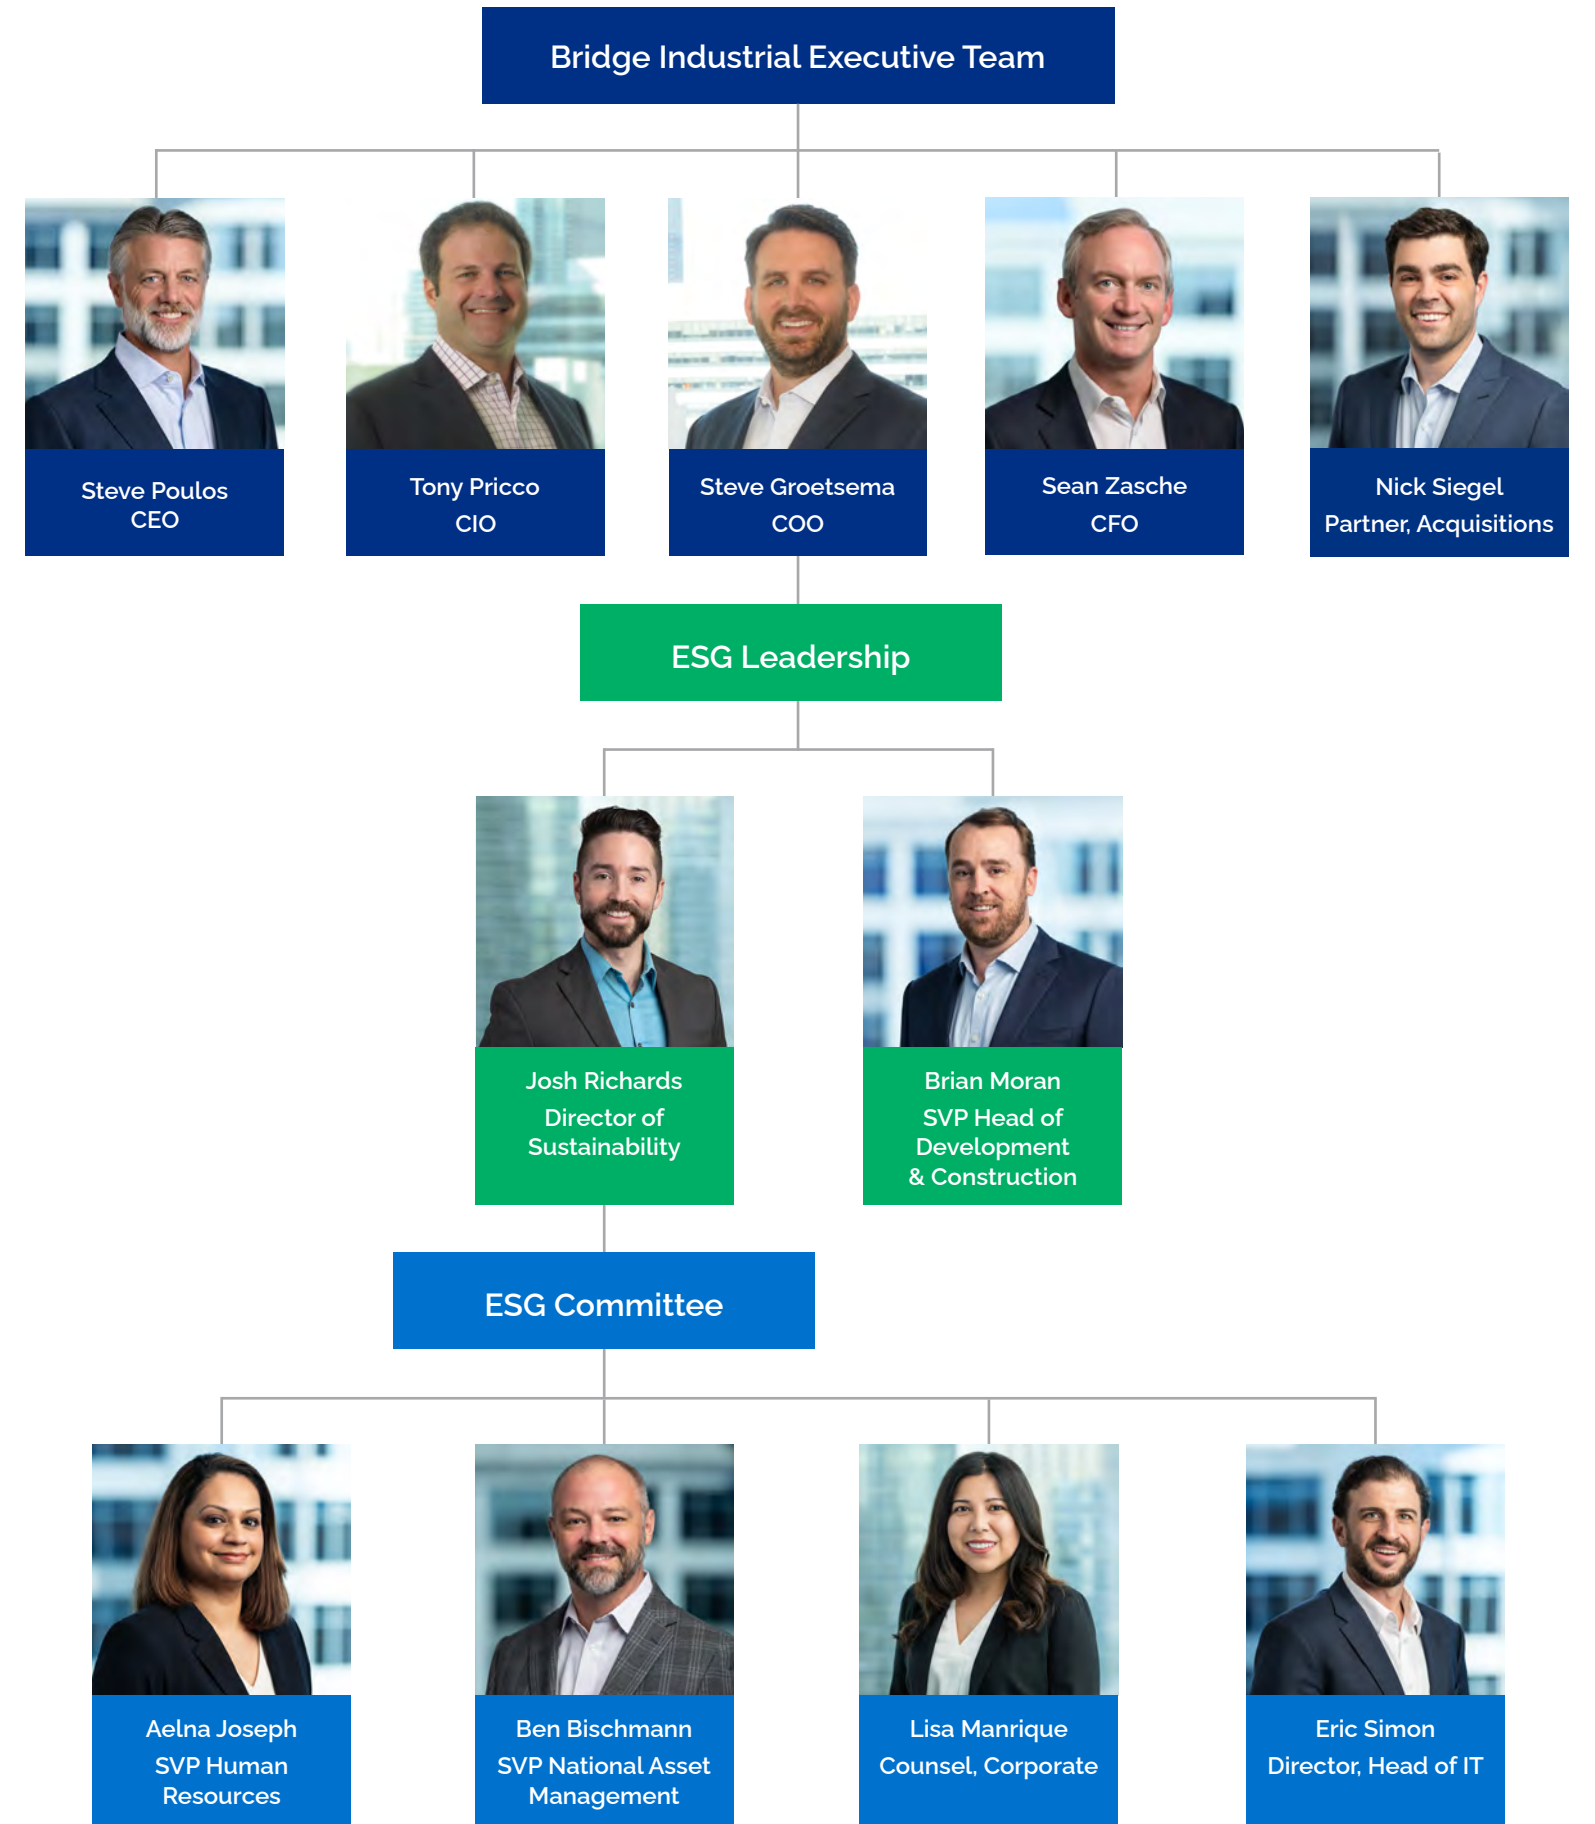 Bridge Industrial Executive Team
Steve Poulos
CEO
Tony Pricco
CIO
Steve Groetsema
COO
Sean Zasche
CFO
Nick Siegel
Partner, Acquisitions
ESG Leadership
Josh Richards
Director of
Sustainability
Brian Moran
SVP Head of
Development
& Construction
ESG Committee
Aelna Joseph
SVP Human
Resources
Ben Bischmann
SVP National Asset
Management
Lisa Manrique
Counsel, Corporate
Eric Simon
Director, Head of IT